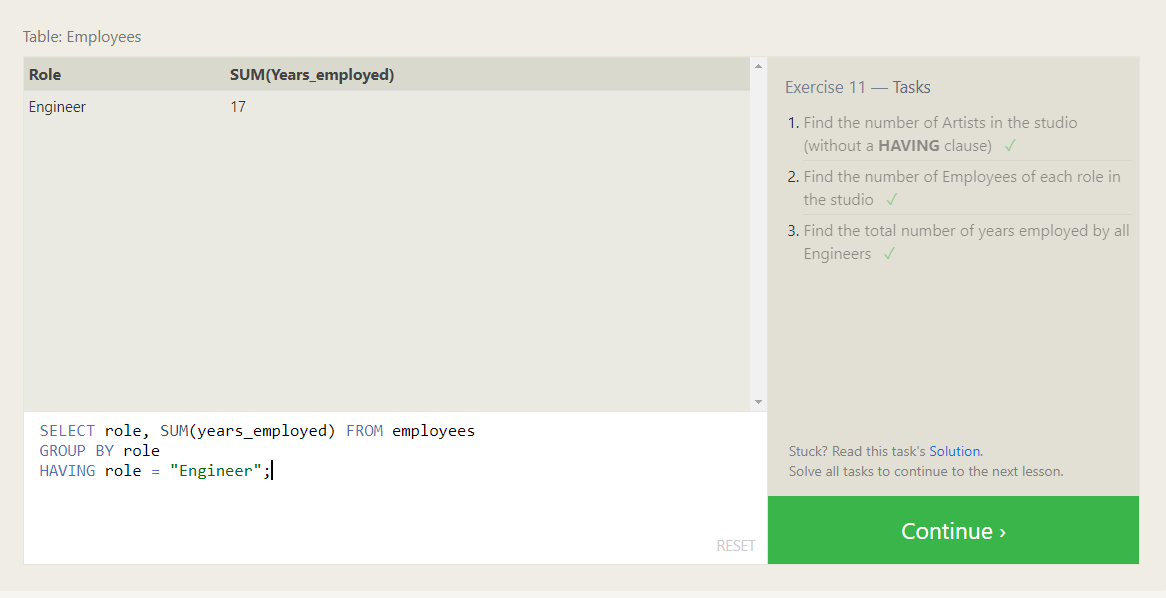 Table: Employees
Role SUM(Years_employed)
Engineer 17
SELECT role, SUM(years_employed) FROM employees
GROUP BY role
HAVING role = "Engineer";
RESET
Exercise 11 — Tasks
1. Find the number of Artists in the studio
(without a HAVING clause) ✓
2. Find the number of Employees of each role in
the studio ✓
3. Find the total number of years employed by all
Engineers ✓
Stuck? Read this task's Solution.
Solve all tasks to continue to the next lesson.
Continue ›